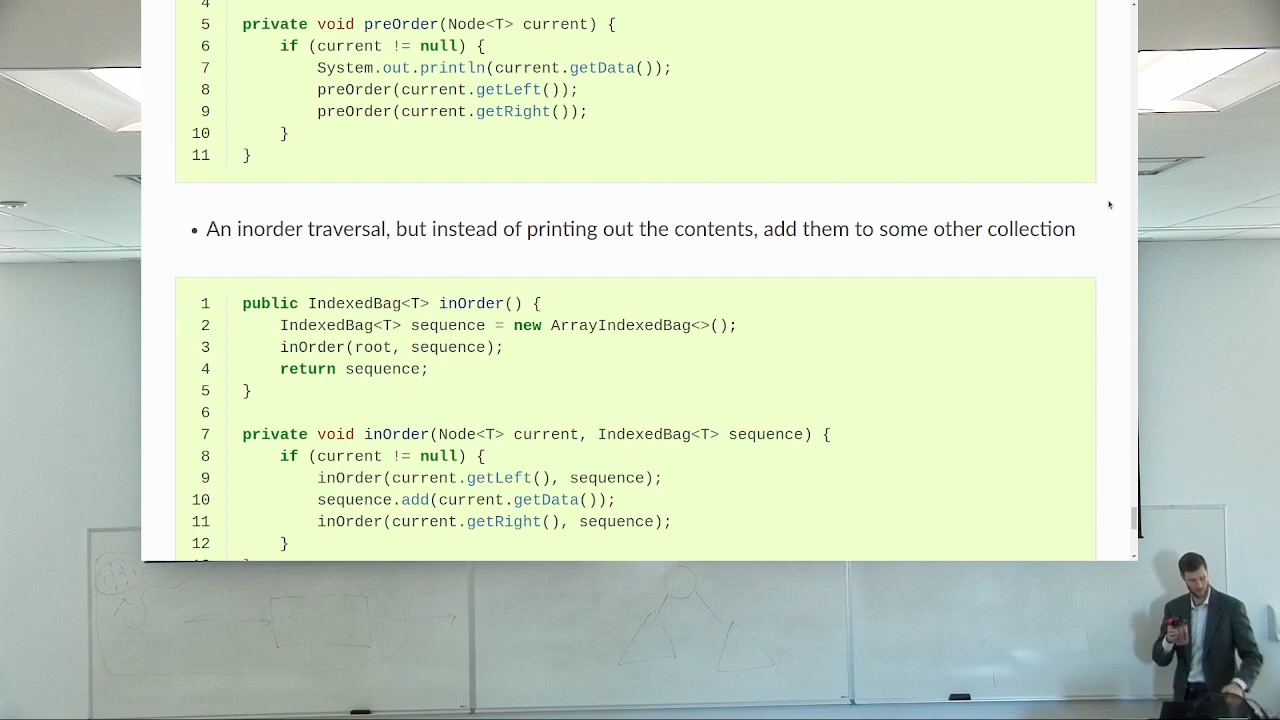 4
5 private void preOrder(Node<T> current) {
6 if (current != null) {
7 System.out.println(current.getData());
8 preOrder(current.getLeft());
9 preOrder(current.getRight());
10 }
11 }
• An inorder traversal, but instead of printing out the contents, add them to some other collection
1 public IndexedBag<T> inOrder() {
2 IndexedBag<T> sequence = new ArrayIndexedBag<>();
3 inOrder(root, sequence);
4 return sequence;
5 }
6
7 private void inOrder(Node<T> current, IndexedBag<T> sequence) {
8 if (current != null) {
9 inOrder(current.getLeft(), sequence);
10 sequence.add(current.getData());
11 inOrder(current.getRight(), sequence);
12 }